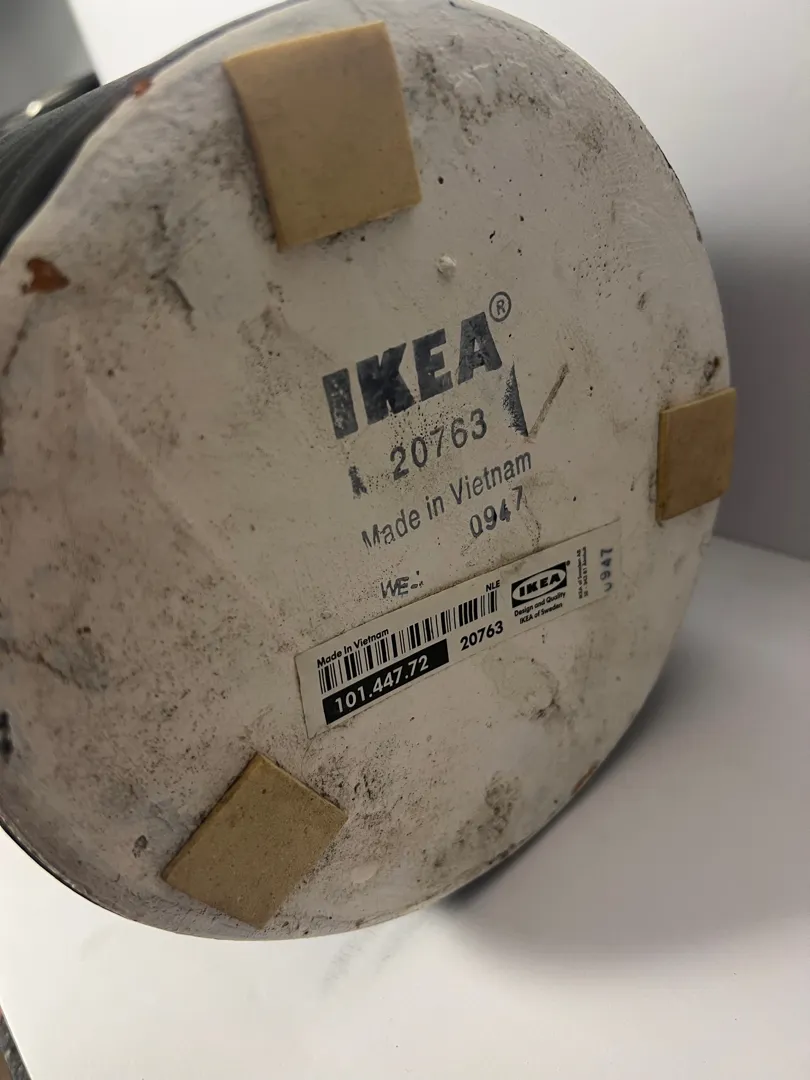 IKEA®
20763
Made in Vietnam
0947
WE-
Made in Vietnam
NLE
101.447.72
20763
IKEA®
Design and Quality
IKEA of Sweden
0947